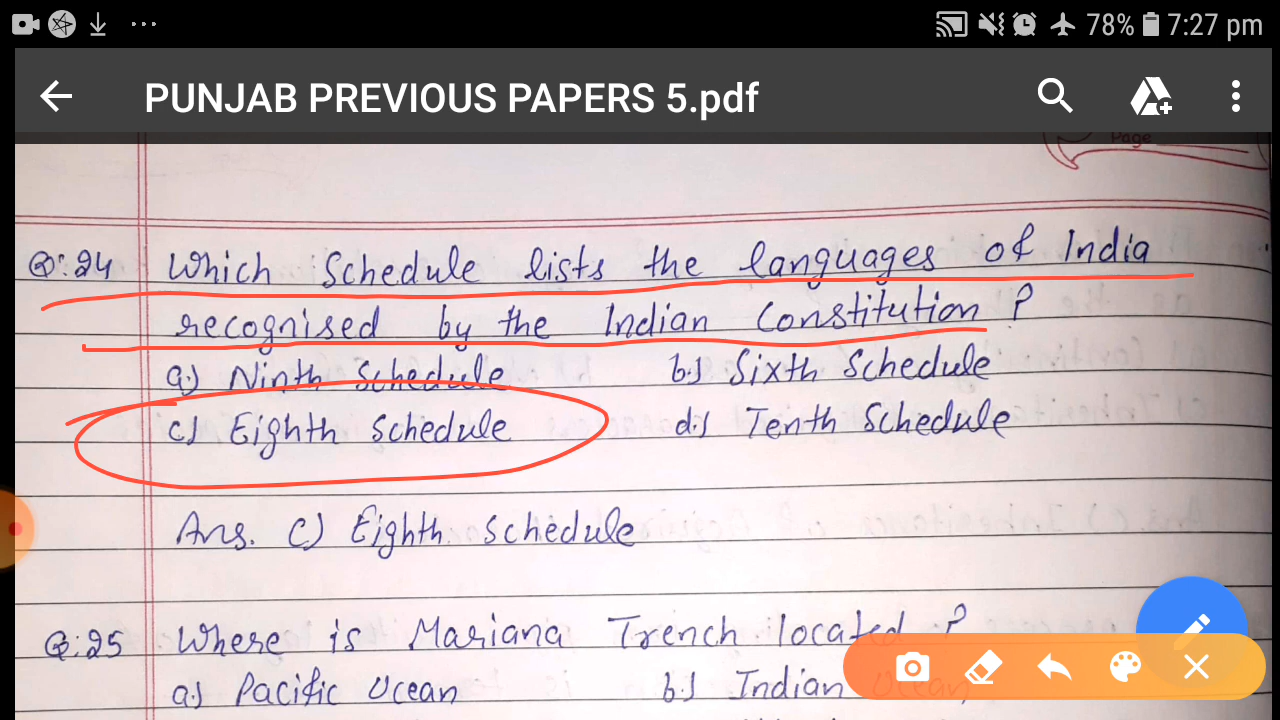 78% 7:27 pm
PUNJAB PREVIOUS PAPERS 5.pdf
Page
Q:24 Which Schedule lists the languages of India
recognised by the Indian Constitution ?
a.) Ninth Schedule b.) Sixth Schedule
c) Eighth Schedule d.) Tenth Schedule
Ans. C) Eighth Schedule
Q:25 Where is Mariana Trench located ?
a.) Pacific Ocean b.) Indian Ocean